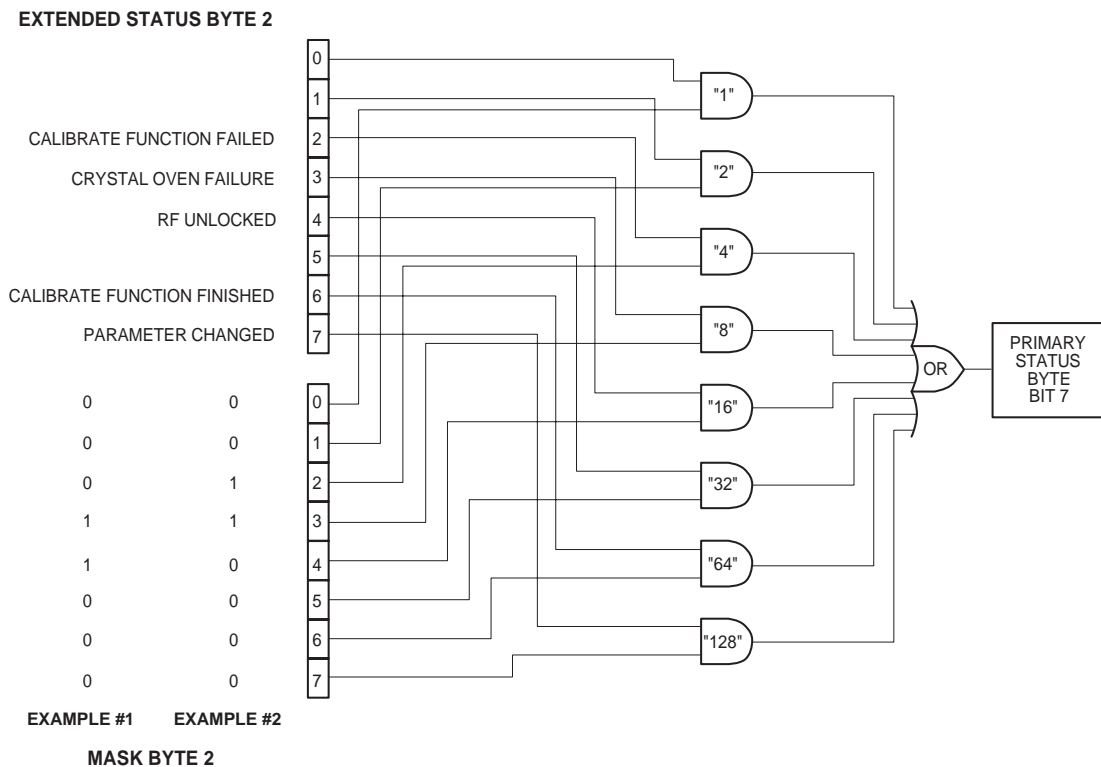 EXTENDED STATUS BYTE 2
0
1
CALIBRATE FUNCTION FAILED 2
CRYSTAL OVEN FAILURE 3
RF UNLOCKED 4
5
CALIBRATE FUNCTION FINISHED 6
PARAMETER CHANGED 7
0 0 0
0 0 1
0 1 2
1 1 3
1 0 4
0 0 5
0 0 6
0 0 7
EXAMPLE #1 EXAMPLE #2
MASK BYTE 2
"1"
"2"
"4"
"8"
"16"
"32"
"64"
"128"
OR
PRIMARY
STATUS
BYTE
BIT 7